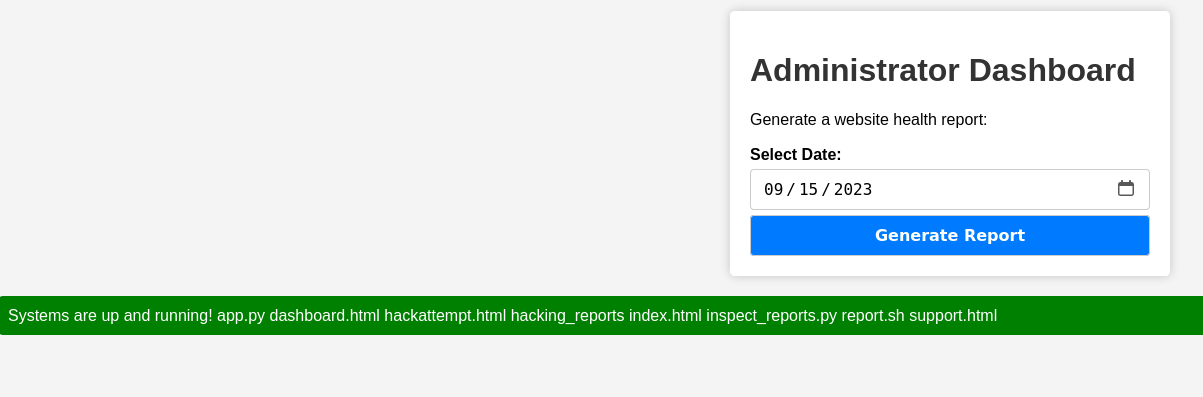 Administrator Dashboard
Generate a website health report:
Select Date:
09/15/2023
Generate Report
Systems are up and running! app.py dashboard.html hackattempt.html hacking_reports index.html inspect_reports.py report.sh support.html